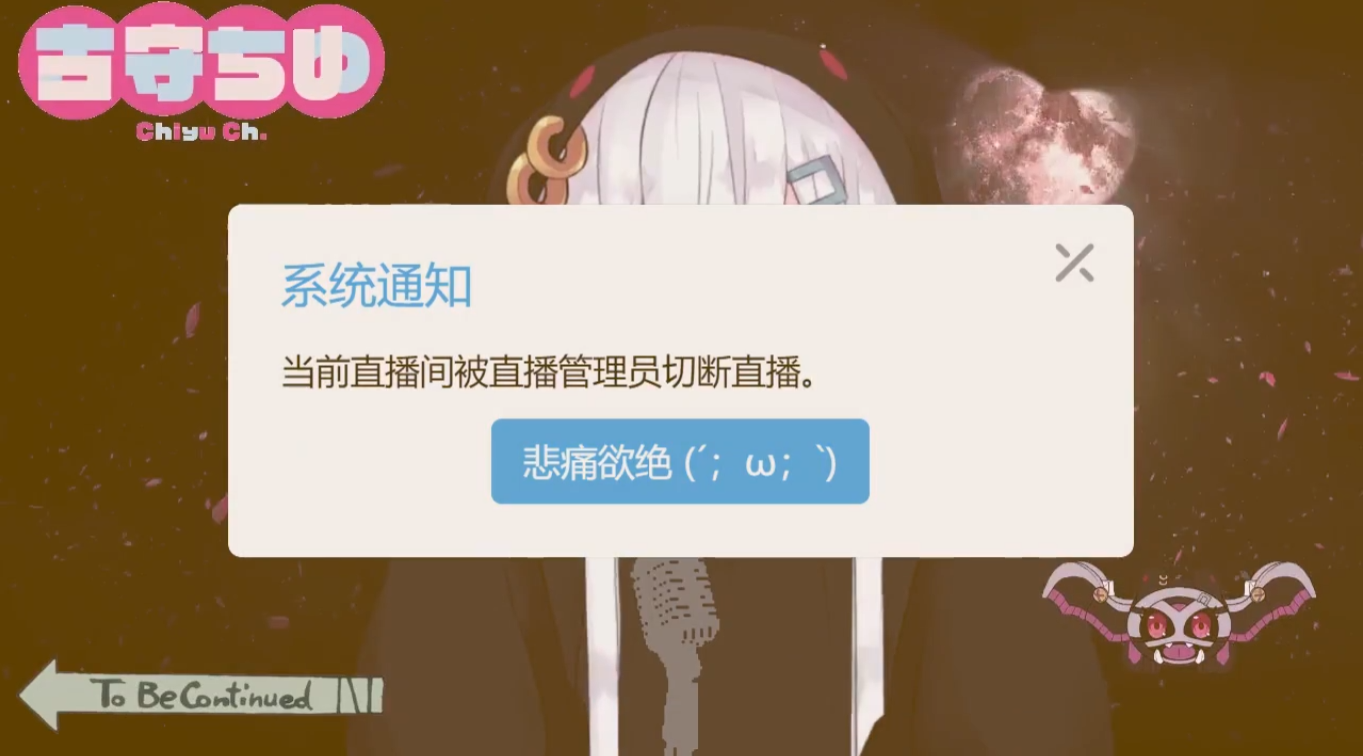 古守ちゆ
Chiyu Ch.
系统通知
当前直播间被直播管理员切断直播。
悲痛欲绝 (´；ω；`)
To Be Continued